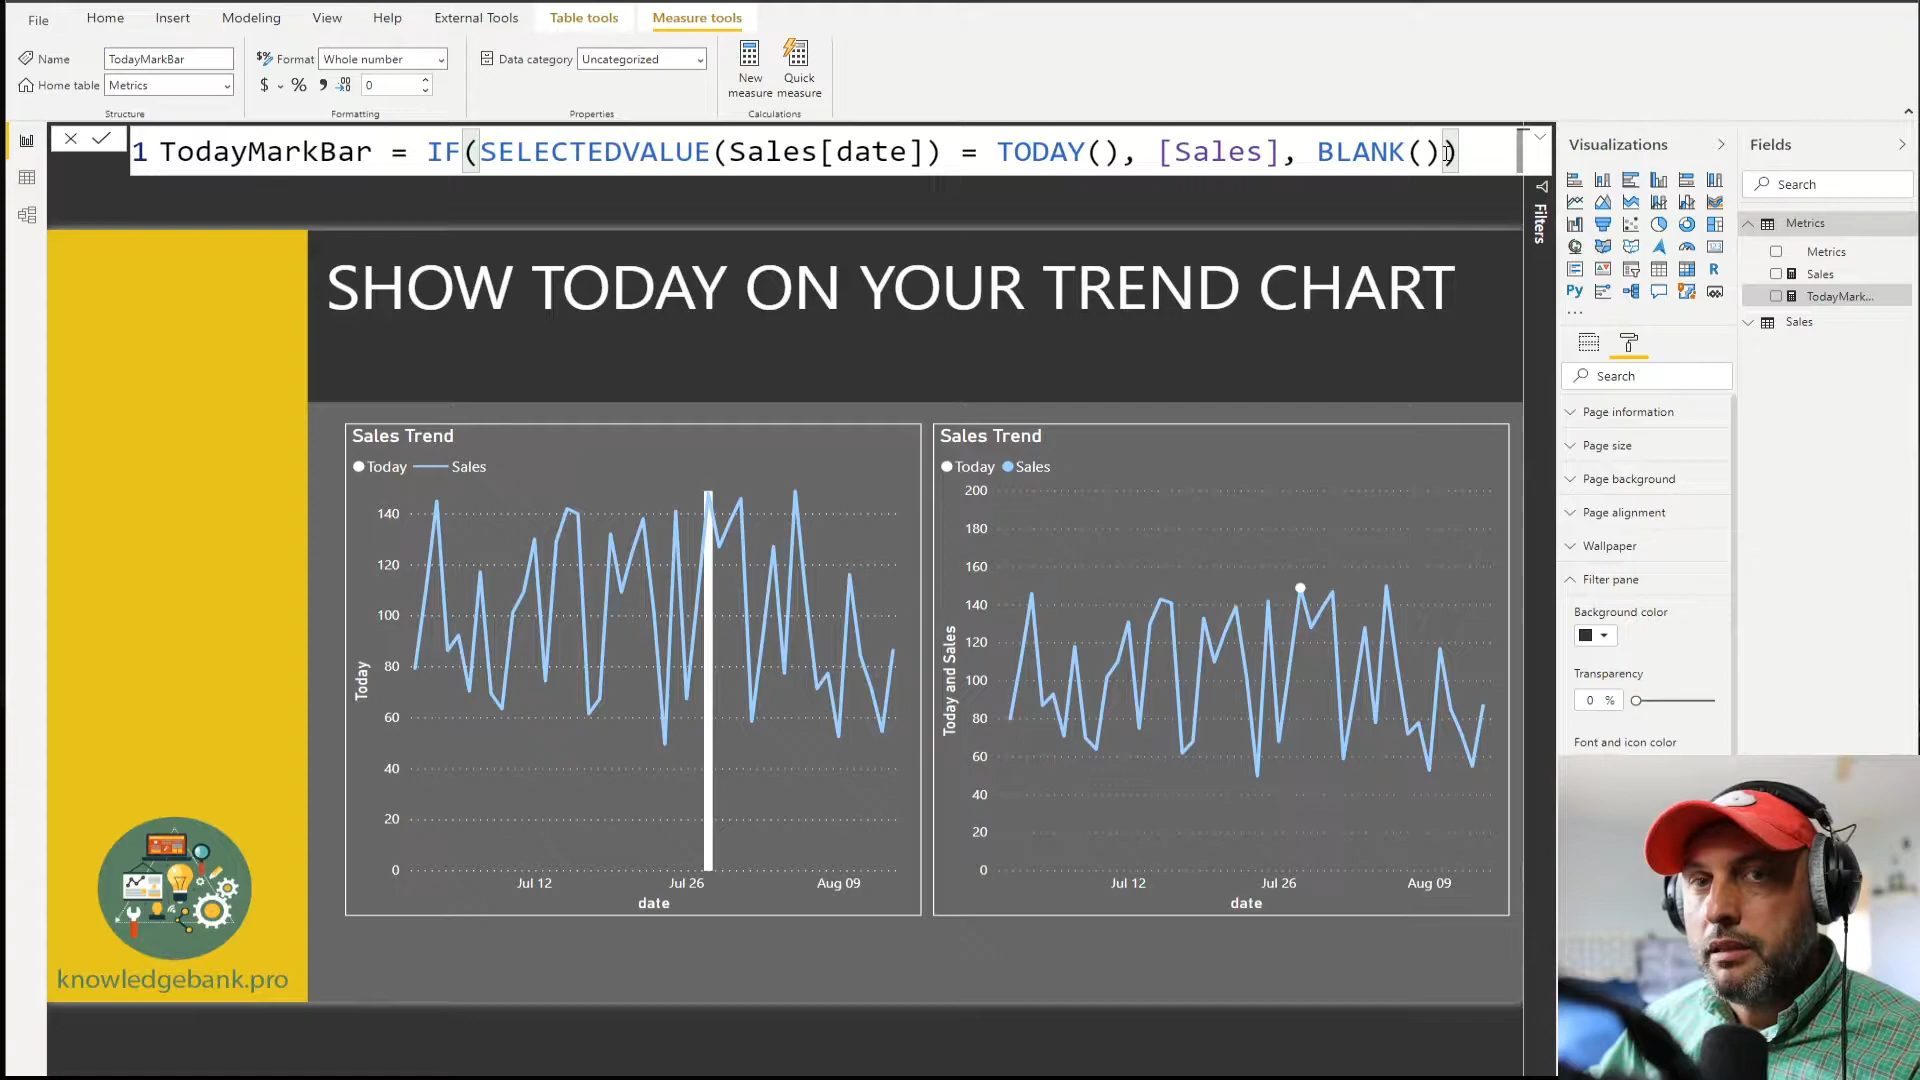 File
Home
Insert
Modeling
View
Help
External Tools
Table tools
Measure tools
Name
TodayMarkBar
Home table
Metrics
Structure
Format
Whole number
$ % , .00 0
Formatting
Data category
Uncategorized
Properties
New
measure
Quick
measure
Calculations
1 TodayMarkBar = IF(SELECTEDVALUE(Sales[date]) = TODAY(), [Sales], BLANK())
Filters
SHOW TODAY ON YOUR TREND CHART
Sales Trend
Today Sales
Today
140
120
100
80
60
40
20
0
Jul 12
Jul 26
Aug 09
date
Sales Trend
Today Sales
Today and Sales
200
180
160
140
120
100
80
60
40
20
0
Jul 12
Jul 26
Aug 09
date
knowledgebank.pro
Visualizations
R
Py
...
Search
Page information
Page size
Page background
Page alignment
Wallpaper
Filter pane
Background color
Transparency
0 %
Font and icon color
Fields
Search
Metrics
Metrics
Sales
TodayMark...
Sales